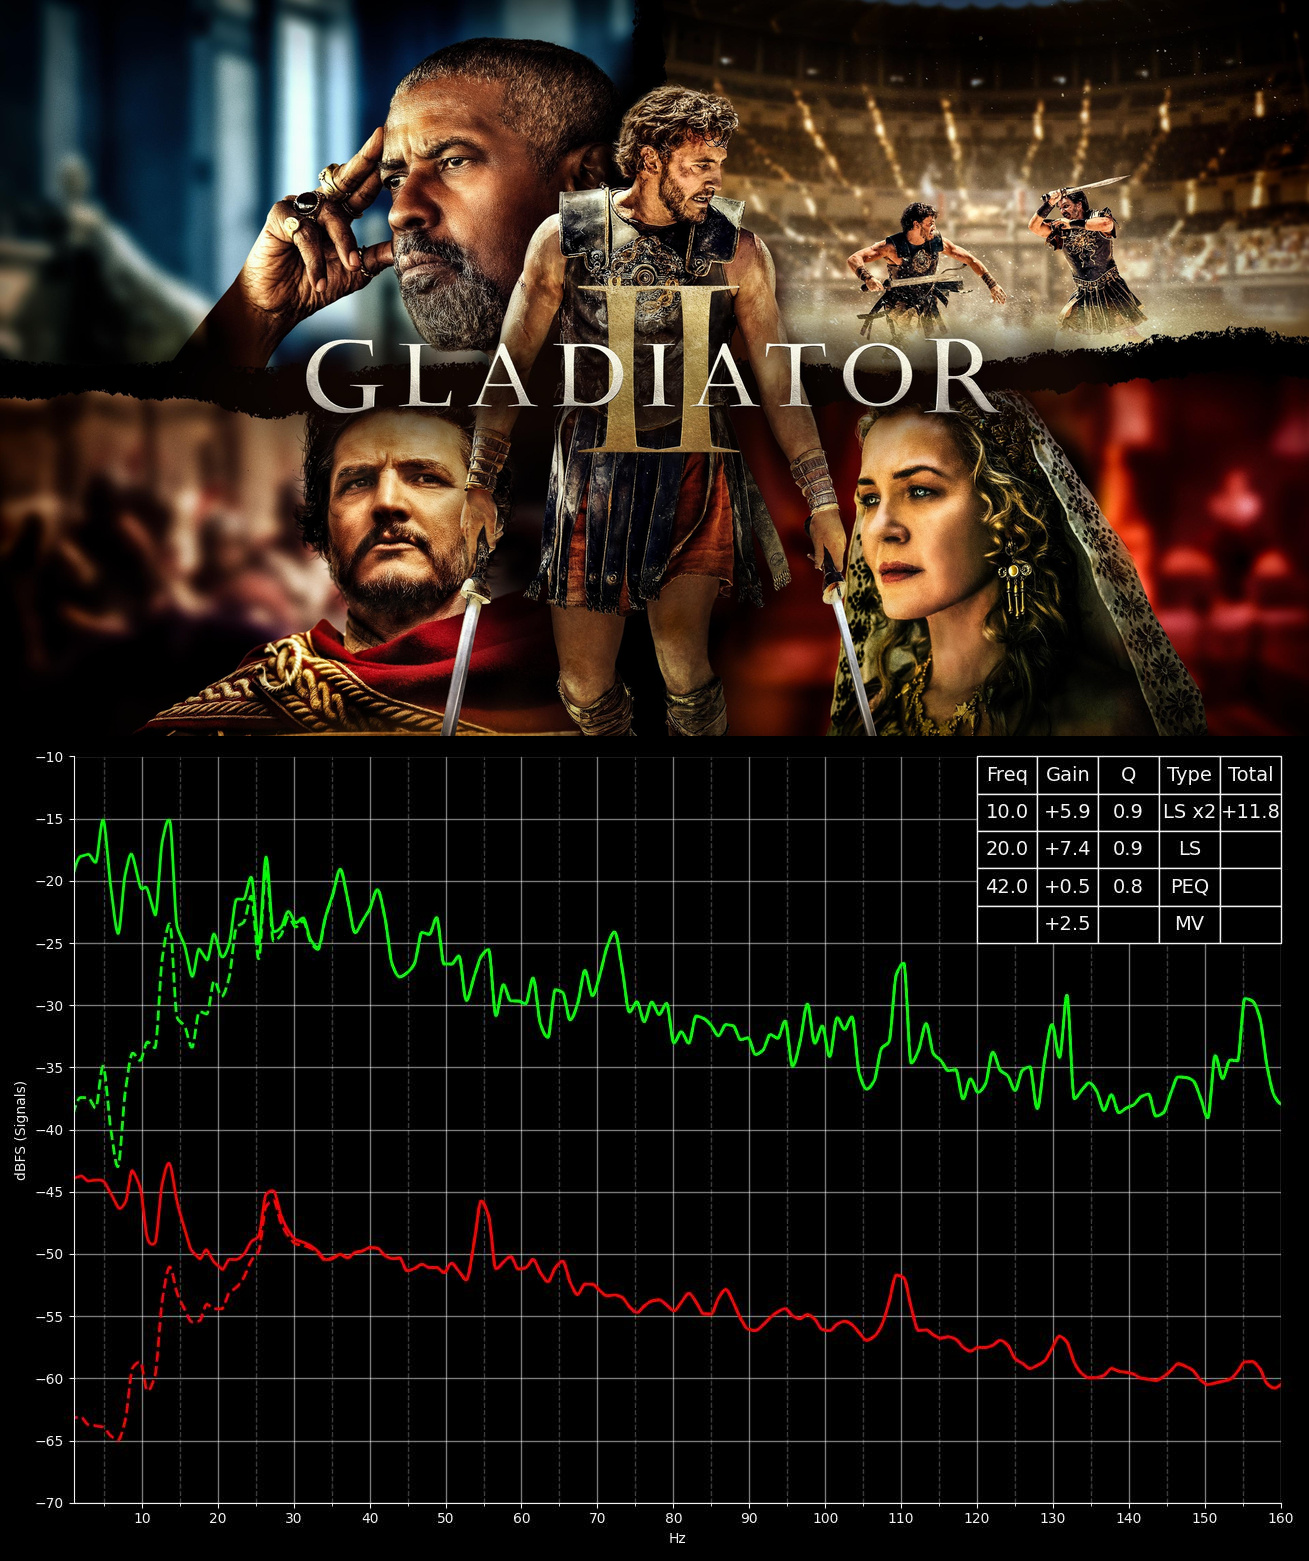 GLADIATOR
II
Freq Gain Q Type Total
10.0 +5.9 0.9 LS x2 +11.8
20.0 +7.4 0.9 LS
42.0 +0.5 0.8 PEQ
+2.5 MV
−10
−15
−20
−25
−30
−35
−40
−45
−50
−55
−60
−65
−70
dBFS (Signals)
10 20 30 40 50 60 70 80 90 100 110 120 130 140 150 160
Hz